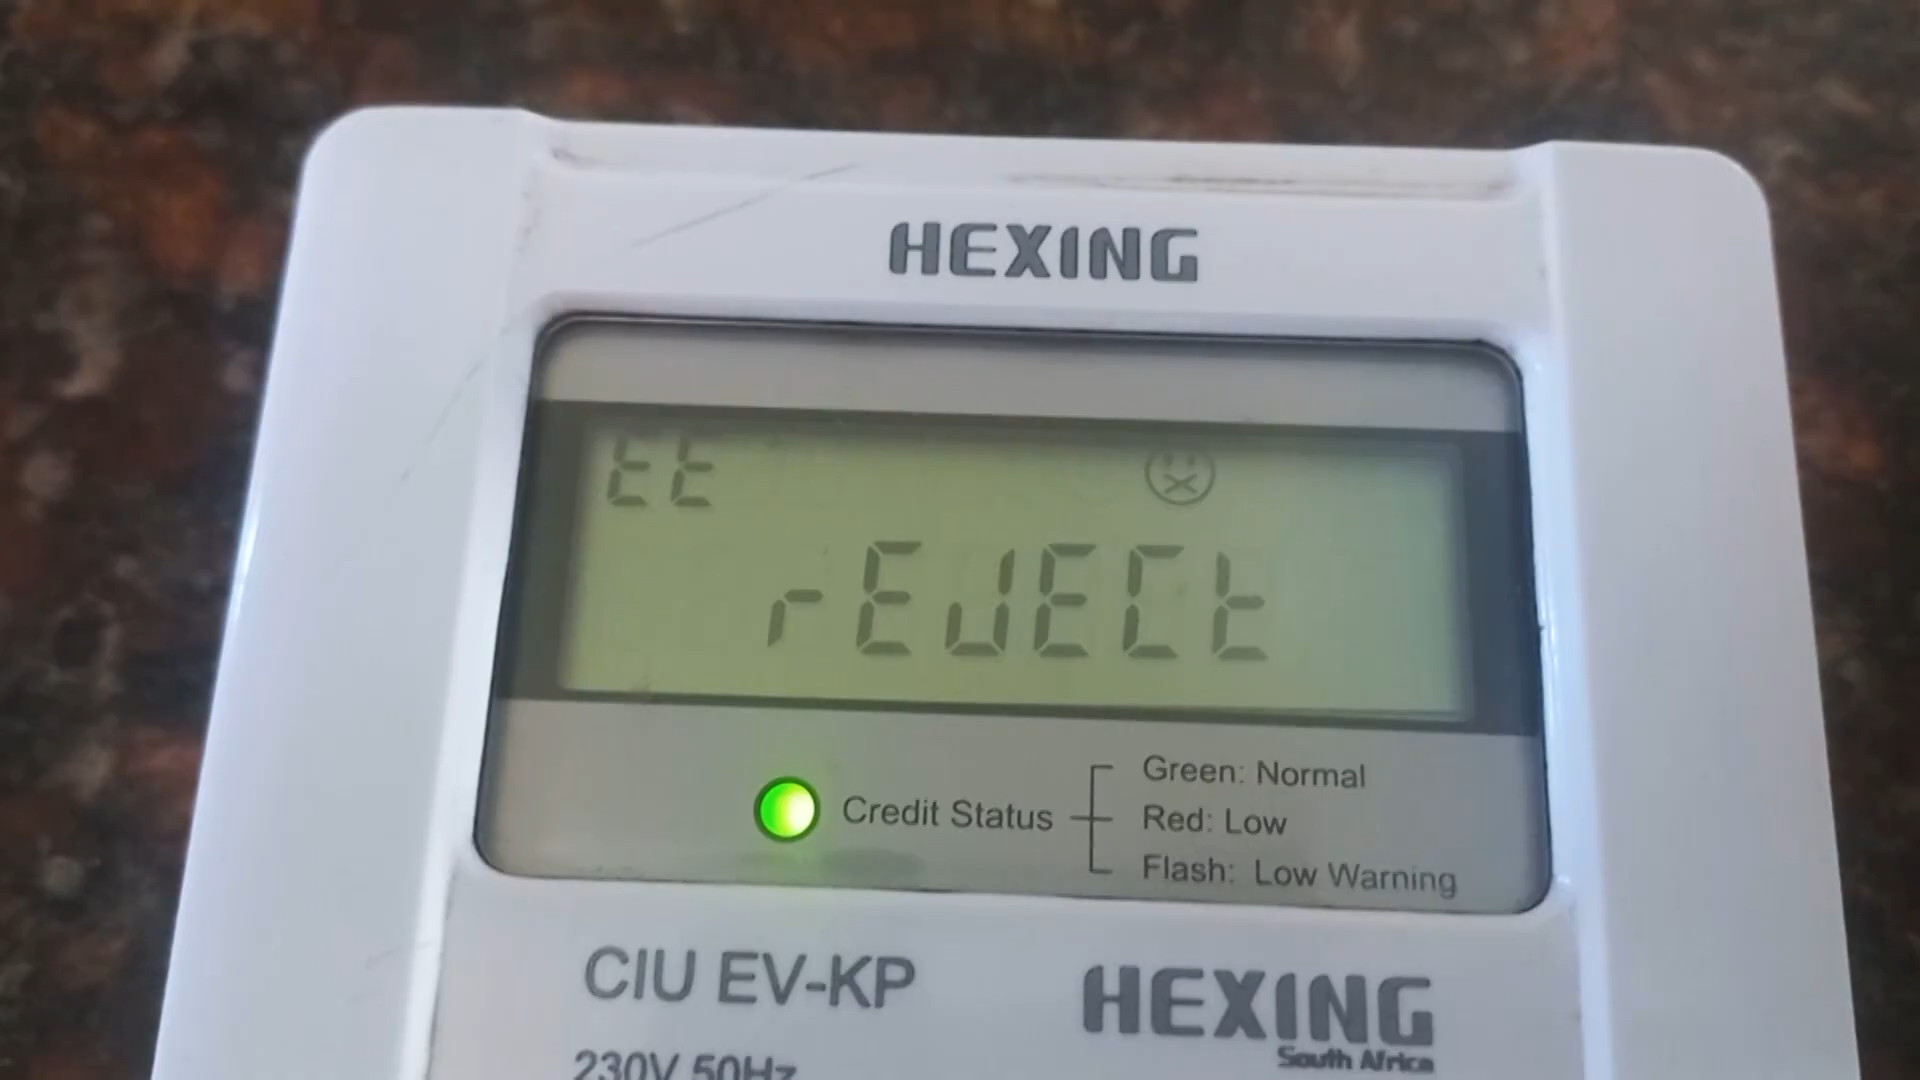 HEXING
tt
rEJECt
Credit Status
Green: Normal
Red: Low
Flash: Low Warning
CIU EV-KP
HEXING
South Africa
230V 50Hz